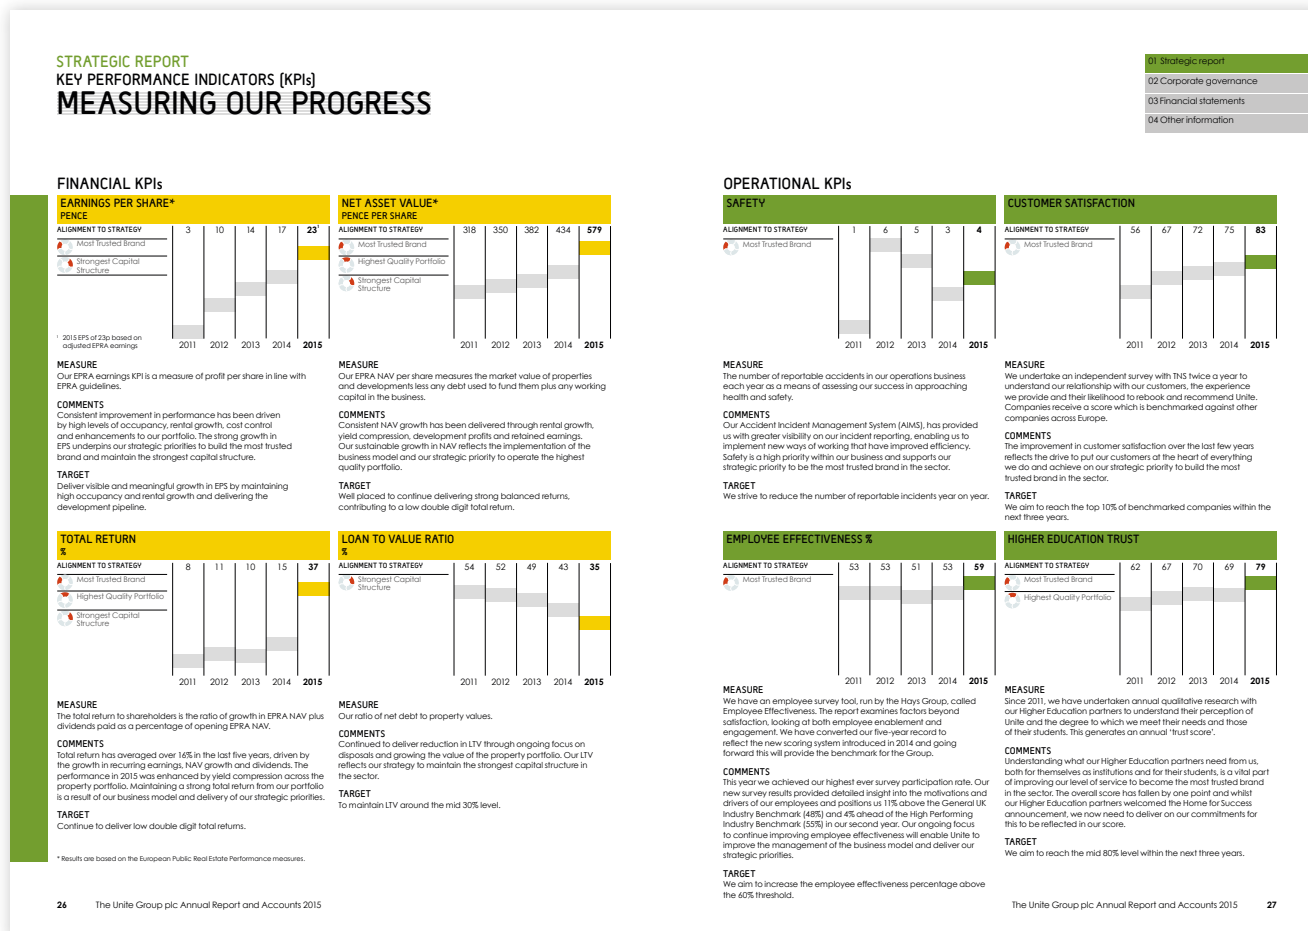 STRATEGIC REPORT
KEY PERFORMANCE INDICATORS (KPIs)
MEASURING OUR PROGRESS
01 Strategic report
02 Corporate governance
03 Financial statements
04 Other information
FINANCIAL KPIs
EARNINGS PER SHARE*
PENCE
ALIGNMENT TO STRATEGY
Most Trusted Brand
Strongest Capital
Structure
3 10 14 17 23¹
¹ 2015 EPS of 23p based on
adjusted EPRA earnings
2011 2012 2013 2014 2015
MEASURE
Our EPRA earnings KPI is a measure of profit per share in line with
EPRA guidelines.
COMMENTS
Consistent improvement in performance has been driven
by high levels of occupancy, rental growth, cost control
and enhancements to our portfolio. The strong growth in
EPS underpins our strategic priorities to build the most trusted
brand and maintain the strongest capital structure.
TARGET
Deliver visible and meaningful growth in EPS by maintaining
high occupancy and rental growth and delivering the
development pipeline.
NET ASSET VALUE*
PENCE PER SHARE
ALIGNMENT TO STRATEGY
Most Trusted Brand
Highest Quality Portfolio
Strongest Capital
Structure
318 350 382 434 579
2011 2012 2013 2014 2015
MEASURE
Our EPRA NAV per share measures the market value of properties
and developments less any debt used to fund them plus any working
capital in the business.
COMMENTS
Consistent NAV growth has been delivered through rental growth,
yield compression, development profits and retained earnings.
Our sustainable growth in NAV reflects the implementation of the
business model and our strategic priority to operate the highest
quality portfolio.
TARGET
Well placed to continue delivering strong balanced returns,
contributing to a low double digit total return.
TOTAL RETURN
%
ALIGNMENT TO STRATEGY
Most Trusted Brand
Highest Quality Portfolio
Strongest Capital
Structure
8 11 10 15 37
2011 2012 2013 2014 2015
MEASURE
The total return to shareholders is the ratio of growth in EPRA NAV plus
dividends paid as a percentage of opening EPRA NAV.
COMMENTS
Total return has averaged over 16% in the last five years, driven by
the growth in recurring earnings, NAV growth and dividends. The
performance in 2015 was enhanced by yield compression across the
property portfolio. Maintaining a strong total return from our portfolio
is a result of our business model and delivery of our strategic priorities.
TARGET
Continue to deliver low double digit total returns.
LOAN TO VALUE RATIO
%
ALIGNMENT TO STRATEGY
Strongest Capital
Structure
54 52 49 43 35
2011 2012 2013 2014 2015
MEASURE
Our ratio of net debt to property values.
COMMENTS
Continued to deliver reduction in LTV through ongoing focus on
disposals and growing the value of the property portfolio. Our LTV
reflects our strategy to maintain the strongest capital structure in
the sector.
TARGET
To maintain LTV around the mid 30% level.
* Results are based on the European Public Real Estate Performance measures.
26 The Unite Group plc Annual Report and Accounts 2015
OPERATIONAL KPIs
SAFETY
ALIGNMENT TO STRATEGY
Most Trusted Brand
1 6 5 3 4
2011 2012 2013 2014 2015
MEASURE
The number of reportable accidents in our operations business
each year as a means of assessing our success in approaching
health and safety.
COMMENTS
Our Accident Incident Management System (AIMS), has provided
us with greater visibility on our incident reporting, enabling us to
implement new ways of working that have improved efficiency.
Safety is a high priority within our business and supports our
strategic priority to be the most trusted brand in the sector.
TARGET
We strive to reduce the number of reportable incidents year on year.
CUSTOMER SATISFACTION
ALIGNMENT TO STRATEGY
Most Trusted Brand
56 67 72 75 83
2011 2012 2013 2014 2015
MEASURE
We undertake an independent survey with TNS twice a year to
understand our relationship with our customers, the experience
we provide and their likelihood to rebook and recommend Unite.
Companies receive a score which is benchmarked against other
companies across Europe.
COMMENTS
The improvement in customer satisfaction over the last few years
reflects the drive to put our customers at the heart of everything
we do and achieve on our strategic priority to build the most
trusted brand in the sector.
TARGET
We aim to reach the top 10% of benchmarked companies within the
next three years.
EMPLOYEE EFFECTIVENESS %
ALIGNMENT TO STRATEGY
Most Trusted Brand
53 53 51 53 59
2011 2012 2013 2014 2015
MEASURE
We have an employee survey tool, run by the Hays Group, called
Employee Effectiveness. The report examines factors beyond
satisfaction, looking at both employee enablement and
engagement. We have converted our five-year record to
reflect the new scoring system introduced in 2014 and going
forward this will provide the benchmark for the Group.
COMMENTS
This year we achieved our highest ever survey participation rate. Our
new survey results provided detailed insight into the motivations and
drivers of our employees and positions us 11% above the General UK
Industry Benchmark (48%) and 4% ahead of the High Performing
Industry Benchmark (55%) in our second year. Our ongoing focus
to continue improving employee effectiveness will enable Unite to
improve the management of the business model and deliver our
strategic priorities.
TARGET
We aim to increase the employee effectiveness percentage above
the 60% threshold.
HIGHER EDUCATION TRUST
ALIGNMENT TO STRATEGY
Most Trusted Brand
Highest Quality Portfolio
62 67 70 69 79
2011 2012 2013 2014 2015
MEASURE
Since 2011, we have undertaken annual qualitative research with
our Higher Education partners to understand their perception of
Unite and the degree to which we meet their needs and those
of their students. This generates an annual ‘trust score’.
COMMENTS
Understanding what our Higher Education partners need from us,
both for themselves as institutions and for their students, is a vital part
of improving our level of service to become the most trusted brand
in the sector. The overall score has fallen by one point and whilst
our Higher Education partners welcomed the Home for Success
announcement, we now need to deliver on our commitments for
this to be reflected in our score.
TARGET
We aim to reach the mid 80% level within the next three years.
The Unite Group plc Annual Report and Accounts 2015 27